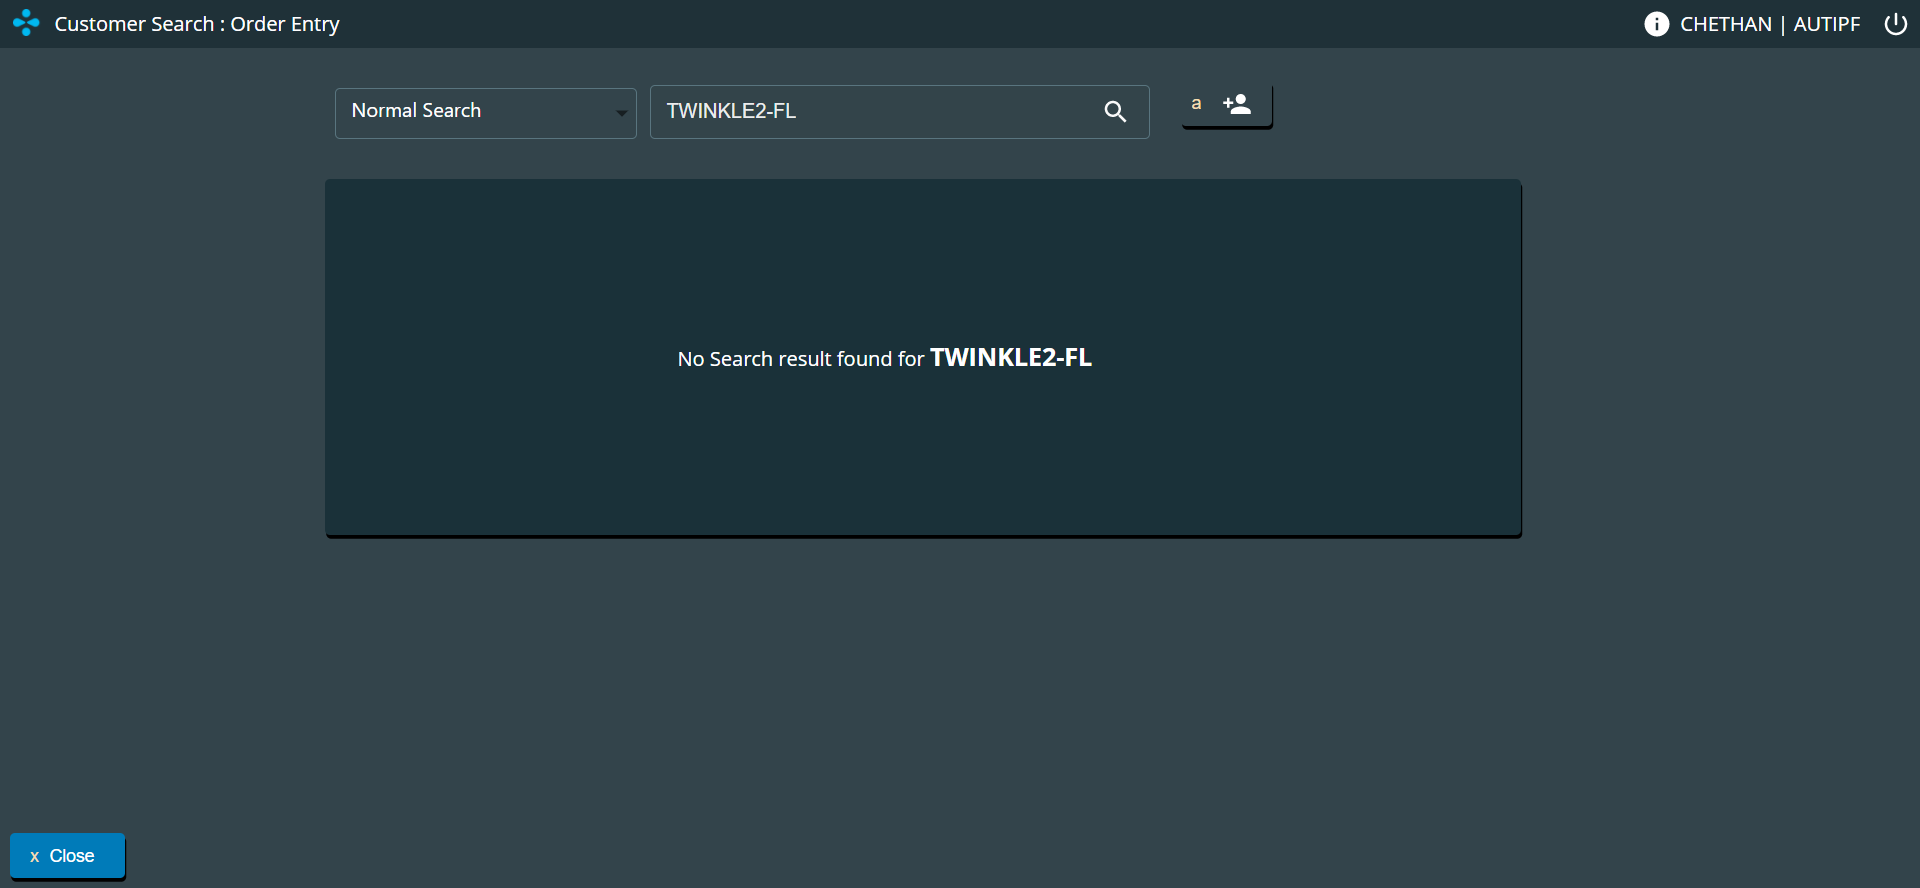 Customer Search : Order Entry
CHETHAN | AUTIPF
Normal Search
TWINKLE2-FL
a
No Search result found for TWINKLE2-FL
x Close